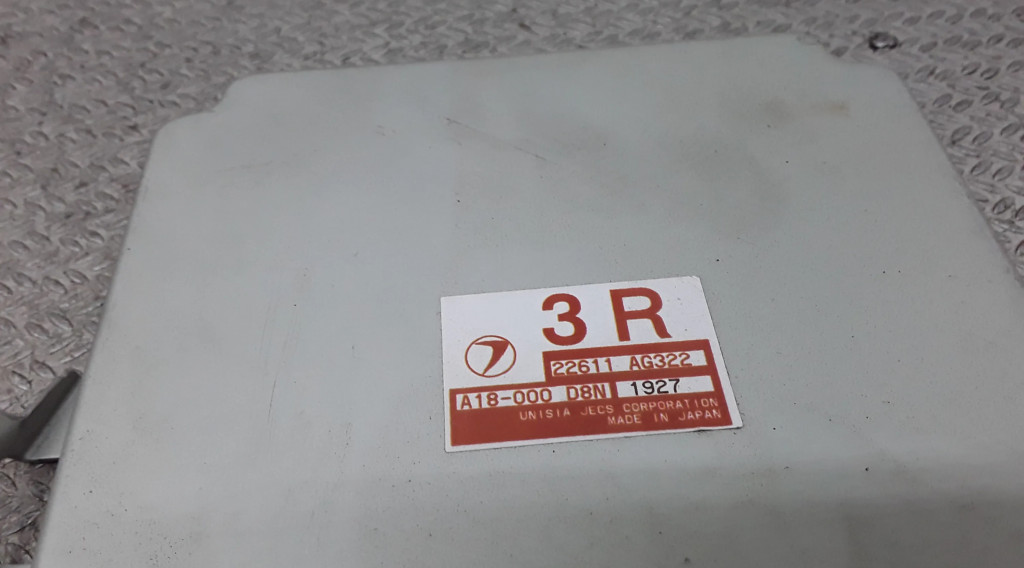 3 R
22611 AG322
A18-000 D8N 1927
UNISIA JECS CORPORATION
MADE IN JAPAN